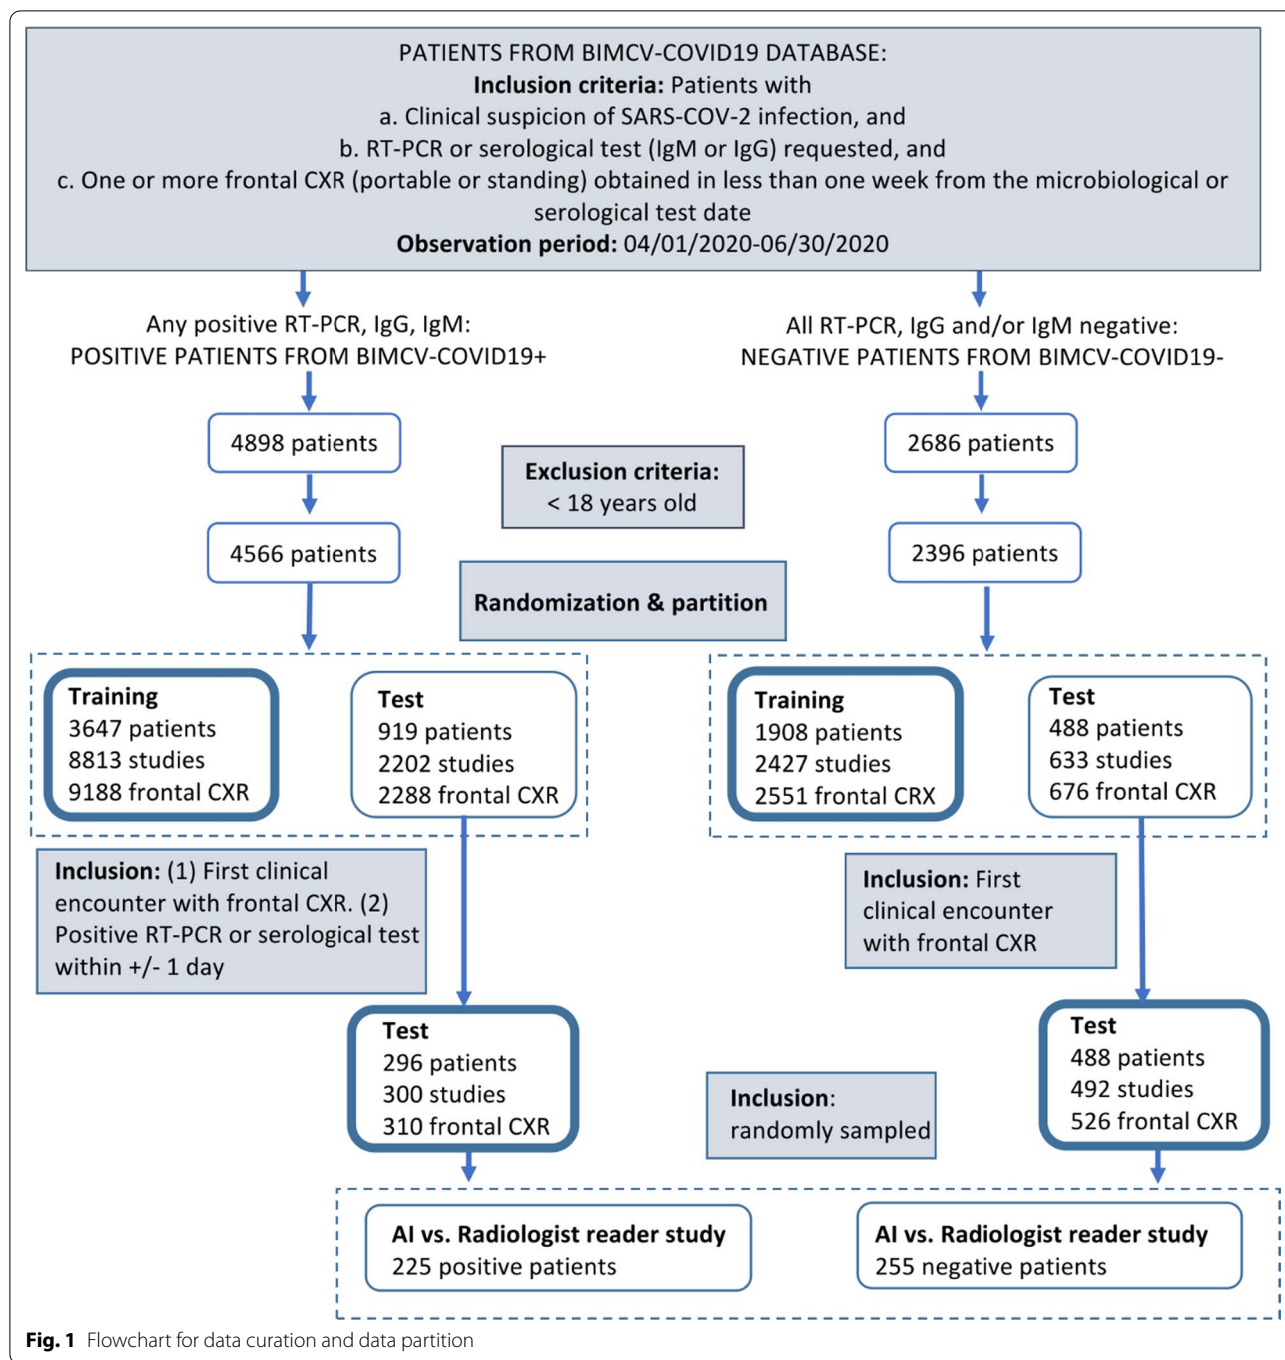 PATIENTS FROM BIMCV-COVID19 DATABASE:
Inclusion criteria: Patients with
a. Clinical suspicion of SARS-COV-2 infection, and
b. RT-PCR or serological test (IgM or IgG) requested, and
c. One or more frontal CXR (portable or standing) obtained in less than one week from the microbiological or
serological test date
Observation period: 04/01/2020-06/30/2020
Any positive RT-PCR, IgG, IgM:
POSITIVE PATIENTS FROM BIMCV-COVID19+
All RT-PCR, IgG and/or IgM negative:
NEGATIVE PATIENTS FROM BIMCV-COVID19-
4898 patients
2686 patients
Exclusion criteria:
< 18 years old
4566 patients
2396 patients
Randomization & partition
Training
3647 patients
8813 studies
9188 frontal CXR
Test
919 patients
2202 studies
2288 frontal CXR
Training
1908 patients
2427 studies
2551 frontal CRX
Test
488 patients
633 studies
676 frontal CXR
Inclusion: (1) First clinical
encounter with frontal CXR. (2)
Positive RT-PCR or serological test
within +/- 1 day
Inclusion: First
clinical encounter
with frontal CXR
Test
296 patients
300 studies
310 frontal CXR
Test
488 patients
492 studies
526 frontal CXR
Inclusion:
randomly sampled
AI vs. Radiologist reader study
225 positive patients
AI vs. Radiologist reader study
255 negative patients
Fig. 1 Flowchart for data curation and data partition